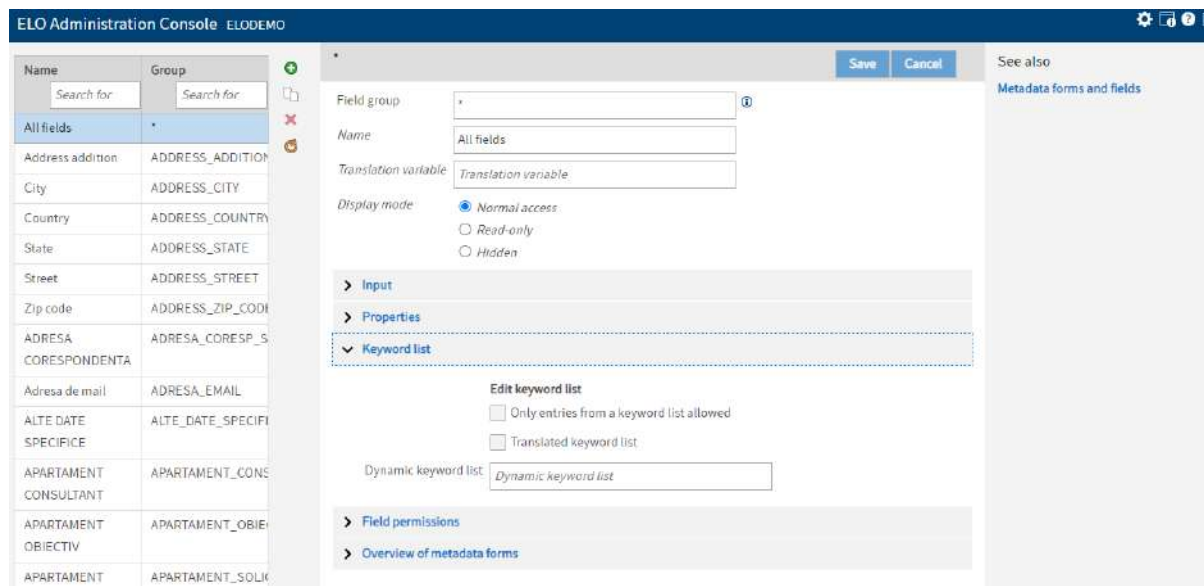 ELO Administration Console ELODEMO
Name Group
Search for Search for
All fields *
Address addition ADDRESS_ADDITION
City ADDRESS_CITY
Country ADDRESS_COUNTRY
State ADDRESS_STATE
Street ADDRESS_STREET
Zip code ADDRESS_ZIP_CODE
ADRESA CORESPONDENTA ADRESA_CORESP_S
Adresa de mail ADRESA_EMAIL
ALTE DATE SPECIFICE ALTE_DATE_SPECIFI
APARTAMENT CONSULTANT APARTAMENT_CONS
APARTAMENT OBIECTIV APARTAMENT_OBIE
APARTAMENT APARTAMENT_SOLI
*
Save Cancel
Field group *
Name All fields
Translation variable Translation variable
Display mode Normal access
Read-only
Hidden
Input
Properties
Keyword list
Edit keyword list
Only entries from a keyword list allowed
Translated keyword list
Dynamic keyword list Dynamic keyword list
Field permissions
Overview of metadata forms
See also
Metadata forms and fields